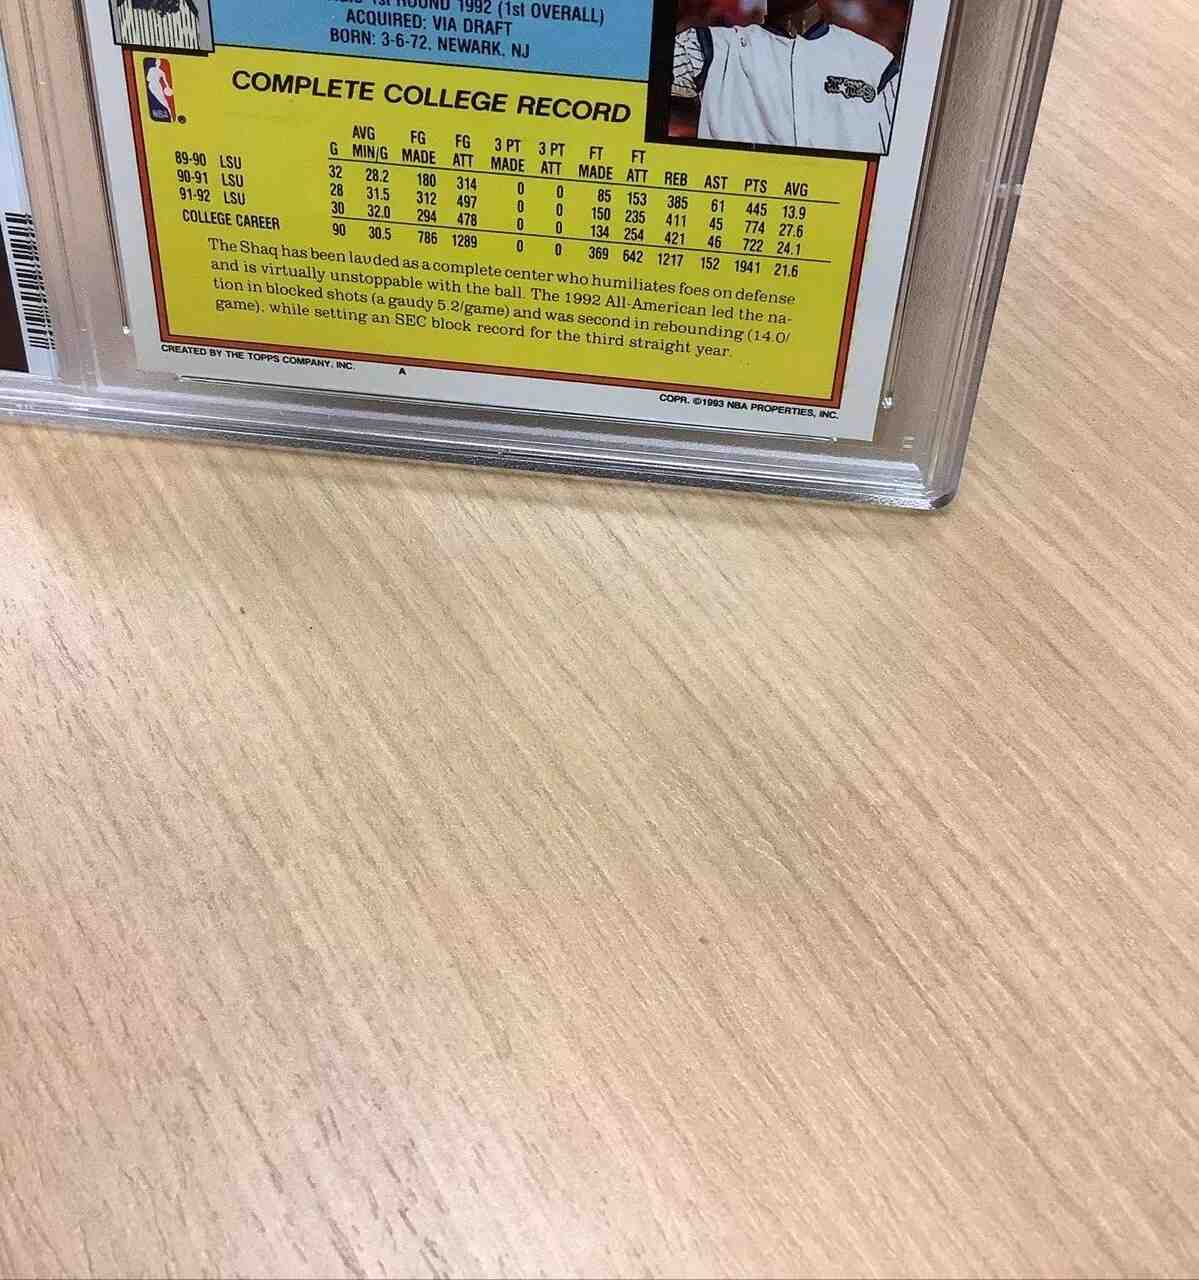 1st ROUND 1992 (1st OVERALL)
ACQUIRED: VIA DRAFT
BORN: 3-6-72, NEWARK, NJ
NBA ®
COMPLETE COLLEGE RECORD
AVG FG FG 3 PT 3 PT FT FT
G MIN/G MADE ATT MADE ATT MADE ATT REB AST PTS AVG
89-90 LSU 32 28.2 180 314 0 0 85 153 385 61 445 13.9
90-91 LSU 28 31.5 312 497 0 0 150 235 411 45 774 27.6
91-92 LSU 30 32.0 294 478 0 0 134 254 421 46 722 24.1
COLLEGE CAREER 90 30.5 786 1289 0 0 369 642 1217 152 1941 21.6
The Shaq has been lauded as a complete center who humiliates foes on defense
and is virtually unstoppable with the ball. The 1992 All-American led the na-
tion in blocked shots (a gaudy 5.2/game) and was second in rebounding (14.0/
game), while setting an SEC block record for the third straight year.
CREATED BY THE TOPPS COMPANY, INC. A COPR. ©1993 NBA PROPERTIES, INC.